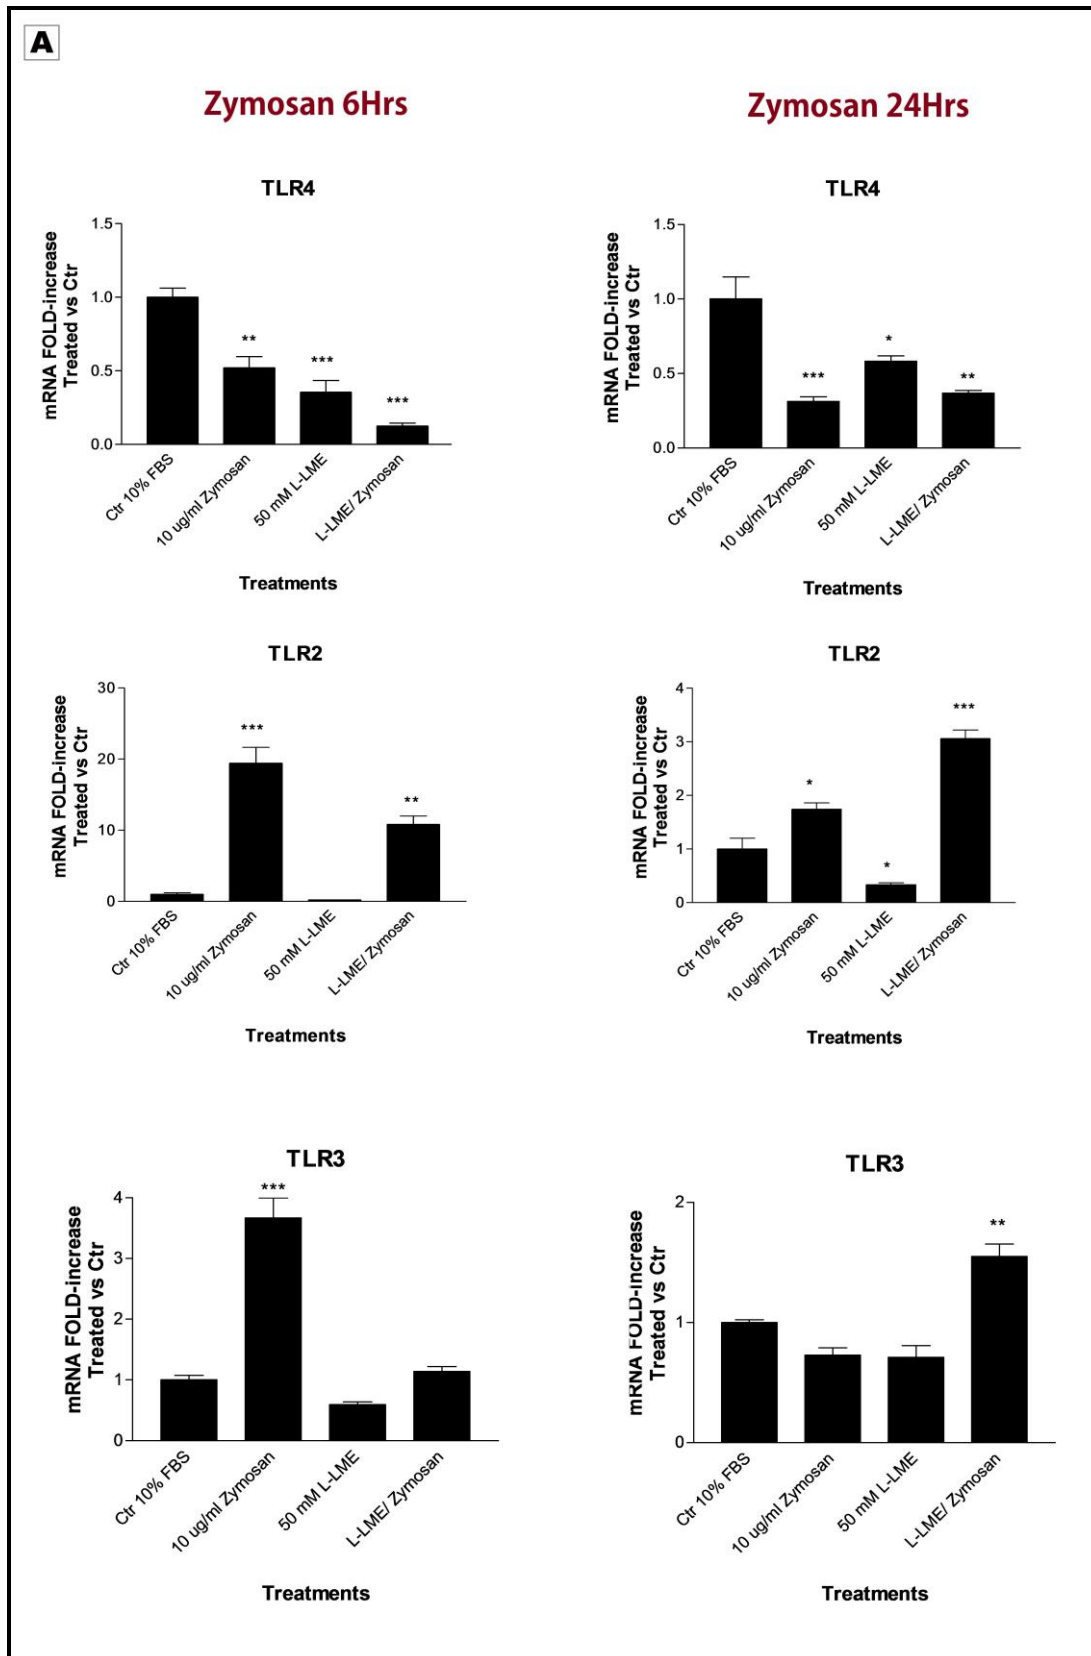 A
Zymosan 6Hrs
Zymosan 24Hrs
TLR4
mRNA FOLD-increase
Treated vs Ctr
1.5
1.0
0.5
0.0
**
***
***
Ctr 10% FBS
10 ug/ml Zymosan
50 mM L-LME
L-LME/ Zymosan
Treatments
TLR4
mRNA FOLD-increase
Treated vs Ctr
1.5
1.0
0.5
0.0
***
*
**
Ctr 10% FBS
10 ug/ml Zymosan
50 mM L-LME
L-LME/ Zymosan
Treatments
TLR2
mRNA FOLD-increase
Treated vs Ctr
30
20
10
0
***
**
Ctr 10% FBS
10 ug/ml Zymosan
50 mM L-LME
L-LME/ Zymosan
Treatments
TLR2
mRNA FOLD-increase
Treated vs Ctr
4
3
2
1
0
*
*
***
Ctr 10% FBS
10 ug/ml Zymosan
50 mM L-LME
L-LME/ Zymosan
Treatments
TLR3
mRNA FOLD-increase
Treated vs Ctr
4
3
2
1
0
***
Ctr 10% FBS
10 ug/ml Zymosan
50 mM L-LME
L-LME/ Zymosan
Treatments
TLR3
mRNA FOLD-increase
Treated vs Ctr
2
1
0
**
Ctr 10% FBS
10 ug/ml Zymosan
50 mM L-LME
L-LME/ Zymosan
Treatments